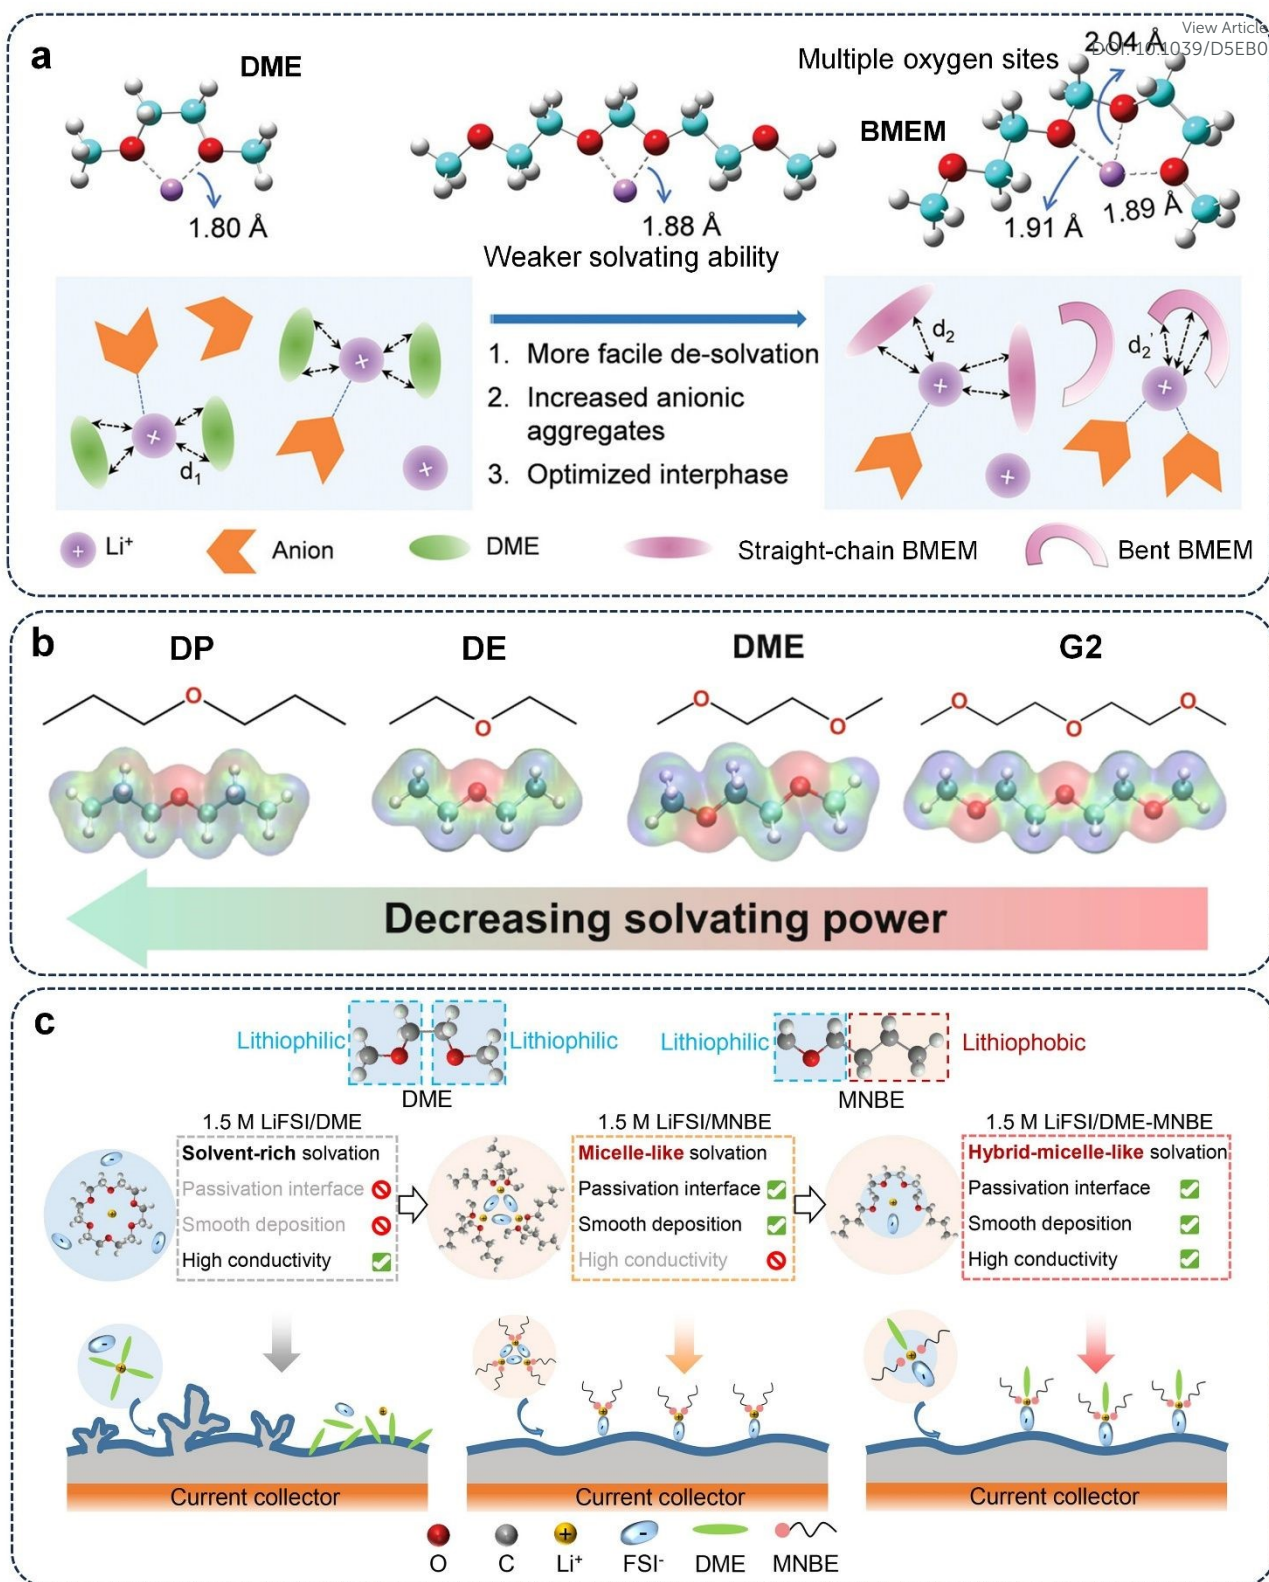 View Article
DOI: 10.1039/D5EB0
a
DME
Multiple oxygen sites
2.04 Å
BMEM
1.80 Å
1.88 Å
1.91 Å
1.89 Å
Weaker solvating ability
d1
1. More facile de-solvation
2. Increased anionic
aggregates
3. Optimized interphase
d2
d2'
Li+
Anion
DME
Straight-chain BMEM
Bent BMEM
b
DP
DE
DME
G2
O
O
O
O
O
O
O
Decreasing solvating power
c
Lithiophilic
Lithiophilic
DME
Lithiophilic
Lithiophobic
MNBE
1.5 M LiFSI/DME
Solvent-rich solvation
Passivation interface
Smooth deposition
High conductivity
1.5 M LiFSI/MNBE
Micelle-like solvation
Passivation interface
Smooth deposition
High conductivity
1.5 M LiFSI/DME-MNBE
Hybrid-micelle-like solvation
Passivation interface
Smooth deposition
High conductivity
Current collector
Current collector
Current collector
O
C
Li+
FSI-
DME
MNBE